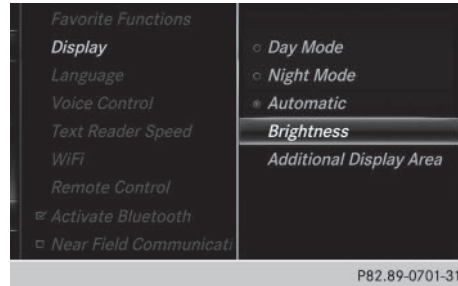 Favorite Functions
Display
Language
Voice Control
Text Reader Speed
WiFi
Remote Control
Activate Bluetooth
Near Field Communicati
Day Mode
Night Mode
Automatic
Brightness
Additional Display Area
P82.89-0701-31